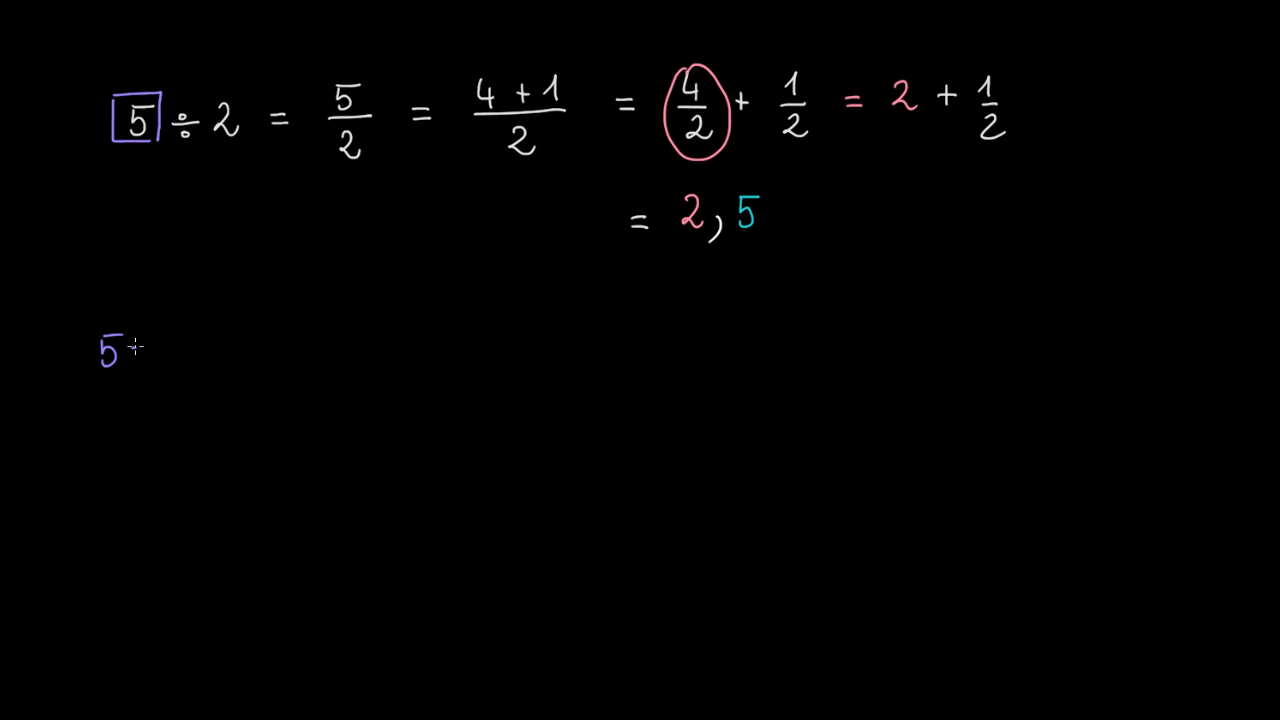 5 ÷ 2 = 5/2 = (4 + 1)/2 = 4/2 + 1/2 = 2 + 1/2
= 2,5
5